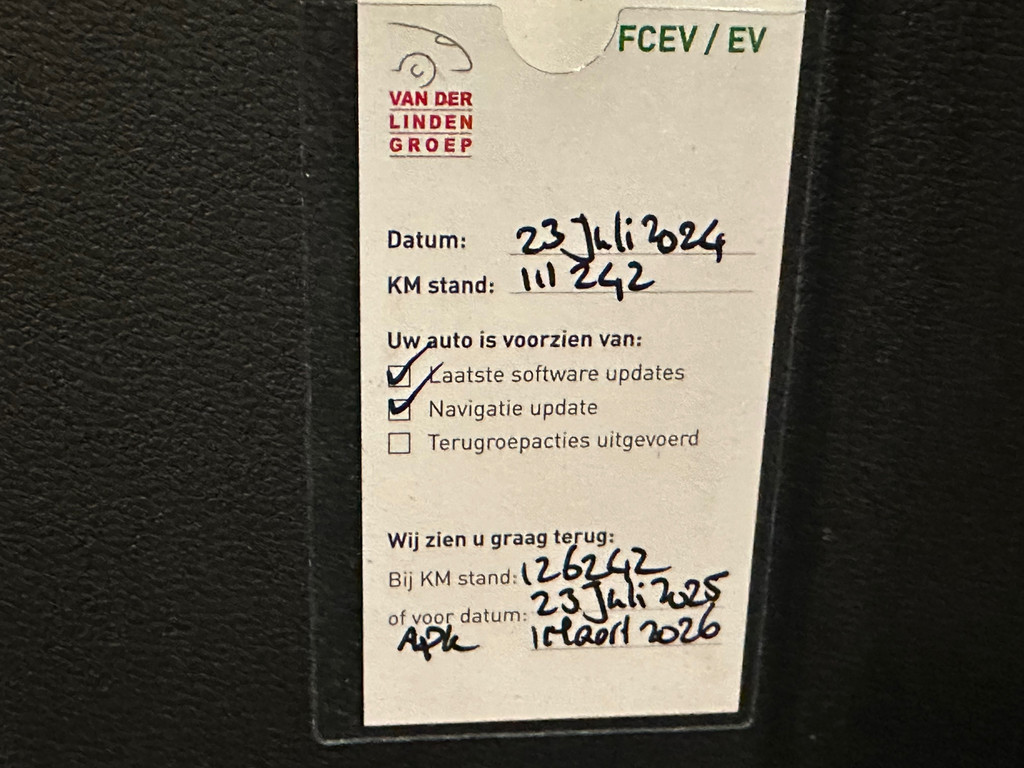 FCEV / EV
VAN DER
LINDEN
GROEP
Datum: 23 Juli 2024
KM stand: 111 242
Uw auto is voorzien van:
Laatste software updates
Navigatie update
Terugroepacties uitgevoerd
Wij zien u graag terug:
Bij KM stand: 126242
of voor datum: 23 Juli 2025
APK 1 Maart 2026